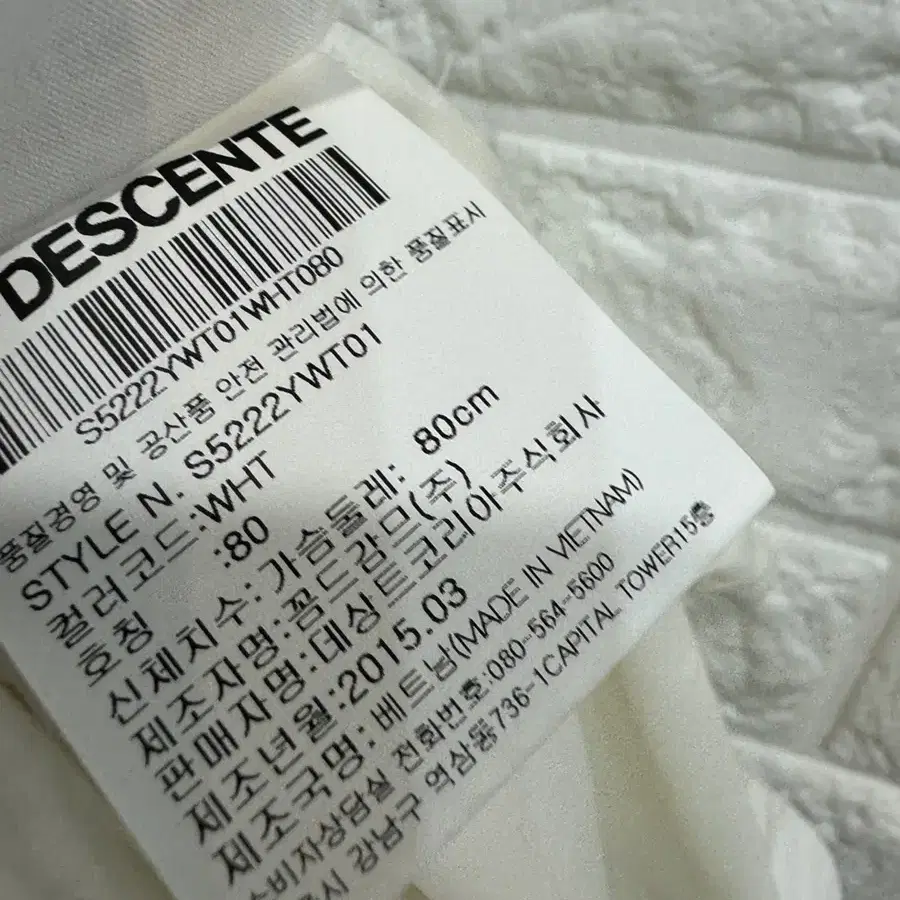 DESCENTE
S5222YWT01WHT080
품질경영 및 공산품 안전 관리법에 의한 품질표시
STYLE N. S5222YWT01
컬러코드:WHT
호칭 :80
신체치수:가슴둘레: 80cm
제조자명:꼼드감므(주)
판매자명:데상트코리아주식회사
제조년월:2015.03
제조국명:베트남(MADE IN VIETNAM)
소비자상담실 전화번호:080-564-5600
강남구 역삼동736-1CAPITAL TOWER15층